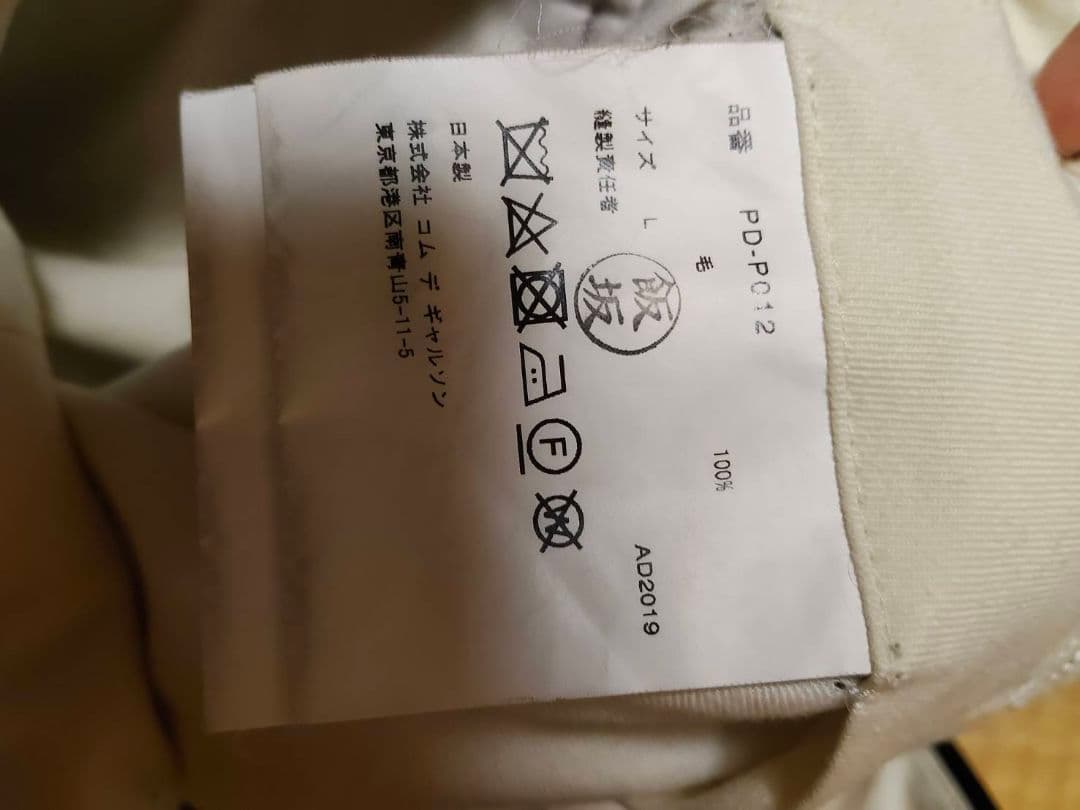 品番 PD-P012
毛 100%
サイズ L AD2019
縫製責任者 飯坂
F
W
日本製
株式会社 コム デ ギャルソン
東京都港区南青山5-11-5